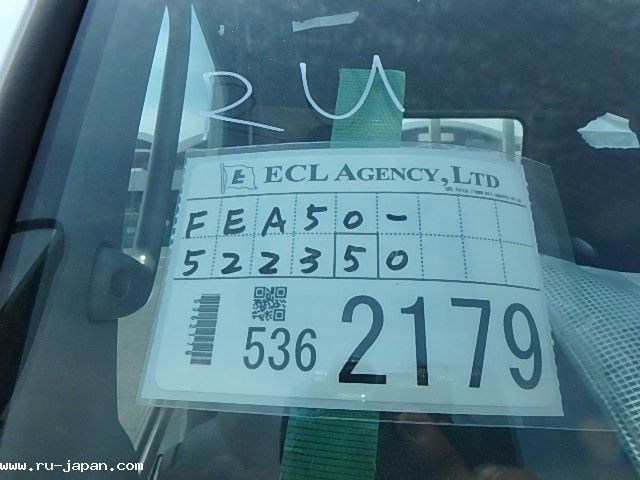 RU
E ECL AGENCY, LTD
FEA50-
522350
536 2179
www.ru-japan.com